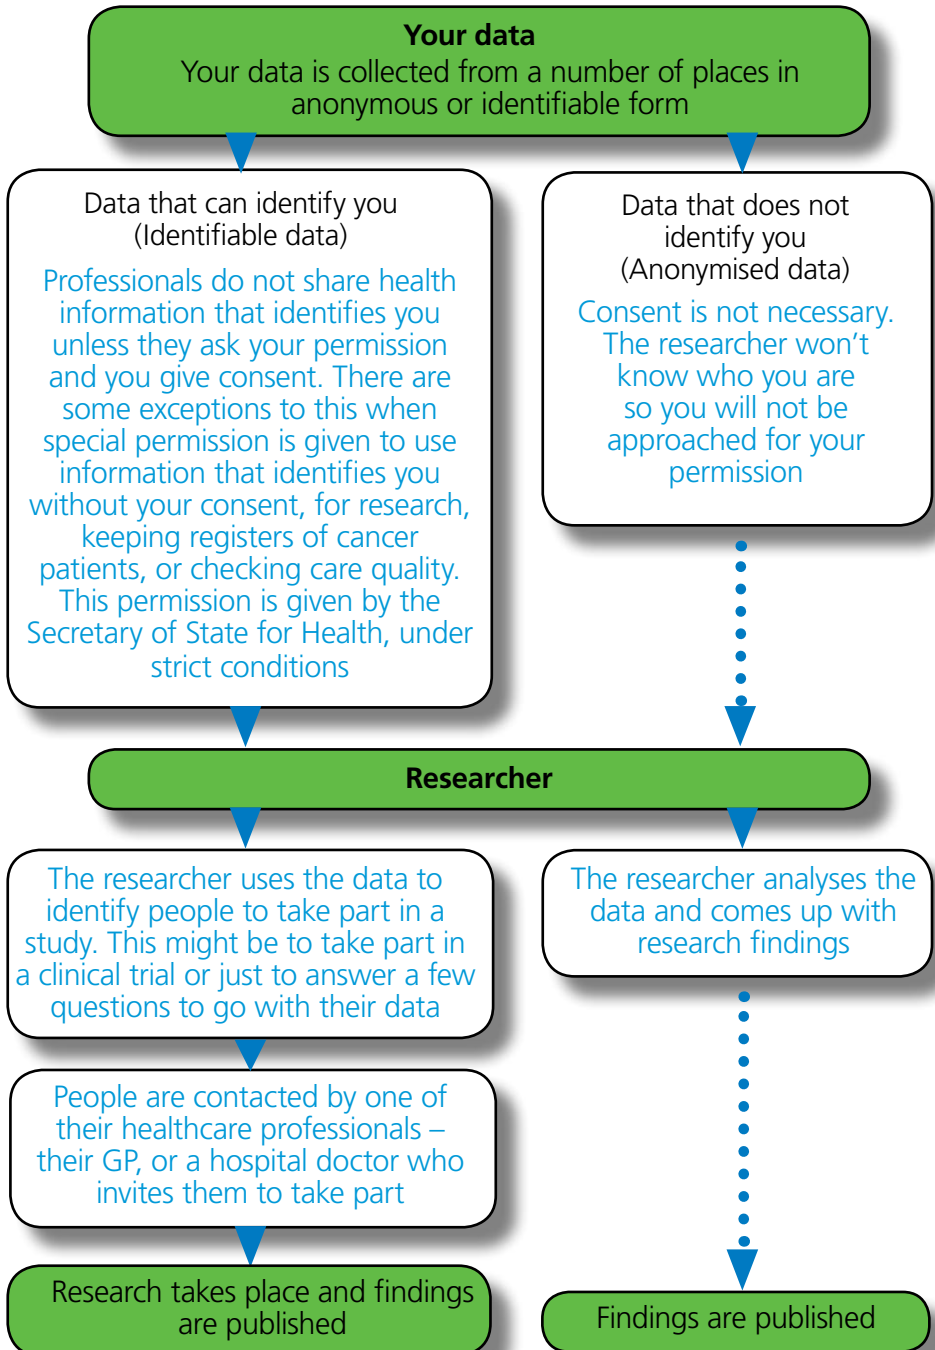 Your data
Your data is collected from a number of places in
anonymous or identifiable form
Data that can identify you
(Identifiable data)
Professionals do not share health
information that identifies you
unless they ask your permission
and you give consent. There are
some exceptions to this when
special permission is given to use
information that identifies you
without your consent, for research,
keeping registers of cancer
patients, or checking care quality.
This permission is given by the
Secretary of State for Health, under
strict conditions
Data that does not
identify you
(Anonymised data)
Consent is not necessary.
The researcher won’t
know who you are
so you will not be
approached for your
permission
Researcher
The researcher uses the data to
identify people to take part in a
study. This might be to take part in
a clinical trial or just to answer a few
questions to go with their data
The researcher analyses the
data and comes up with
research findings
People are contacted by one of
their healthcare professionals –
their GP, or a hospital doctor who
invites them to take part
Research takes place and findings
are published
Findings are published